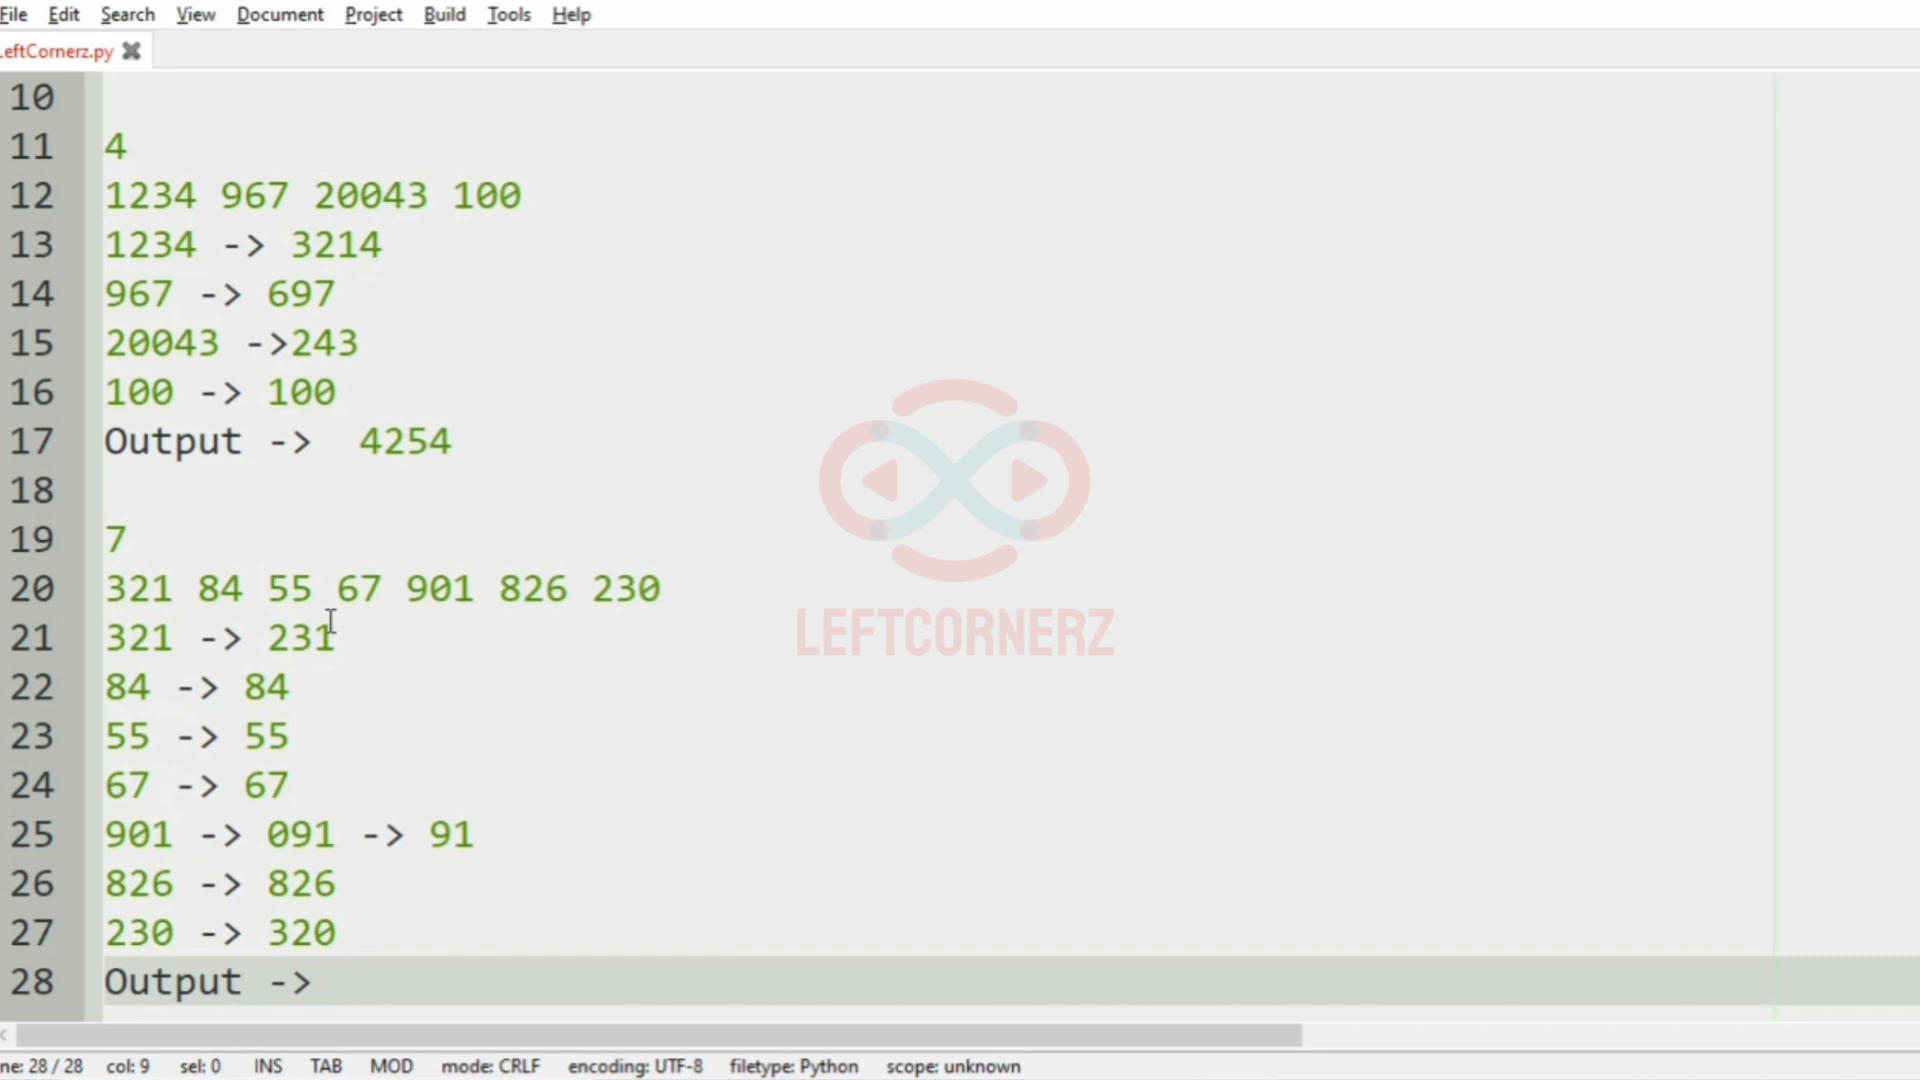 File Edit Search View Document Project Build Tools Help
LeftCornerz.py
10
11 4
12 1234 967 20043 100
13 1234 -> 3214
14 967 -> 697
15 20043 ->243
16 100 -> 100
17 Output -> 4254
18
19 7
20 321 84 55 67 901 826 230
21 321 -> 231
22 84 -> 84
23 55 -> 55
24 67 -> 67
25 901 -> 091 -> 91
26 826 -> 826
27 230 -> 320
28 Output ->
LEFTCORNERZ
ne: 28 / 28 col: 9 sel: 0 INS TAB MOD mode: CRLF encoding: UTF-8 filetype: Python scope: unknown